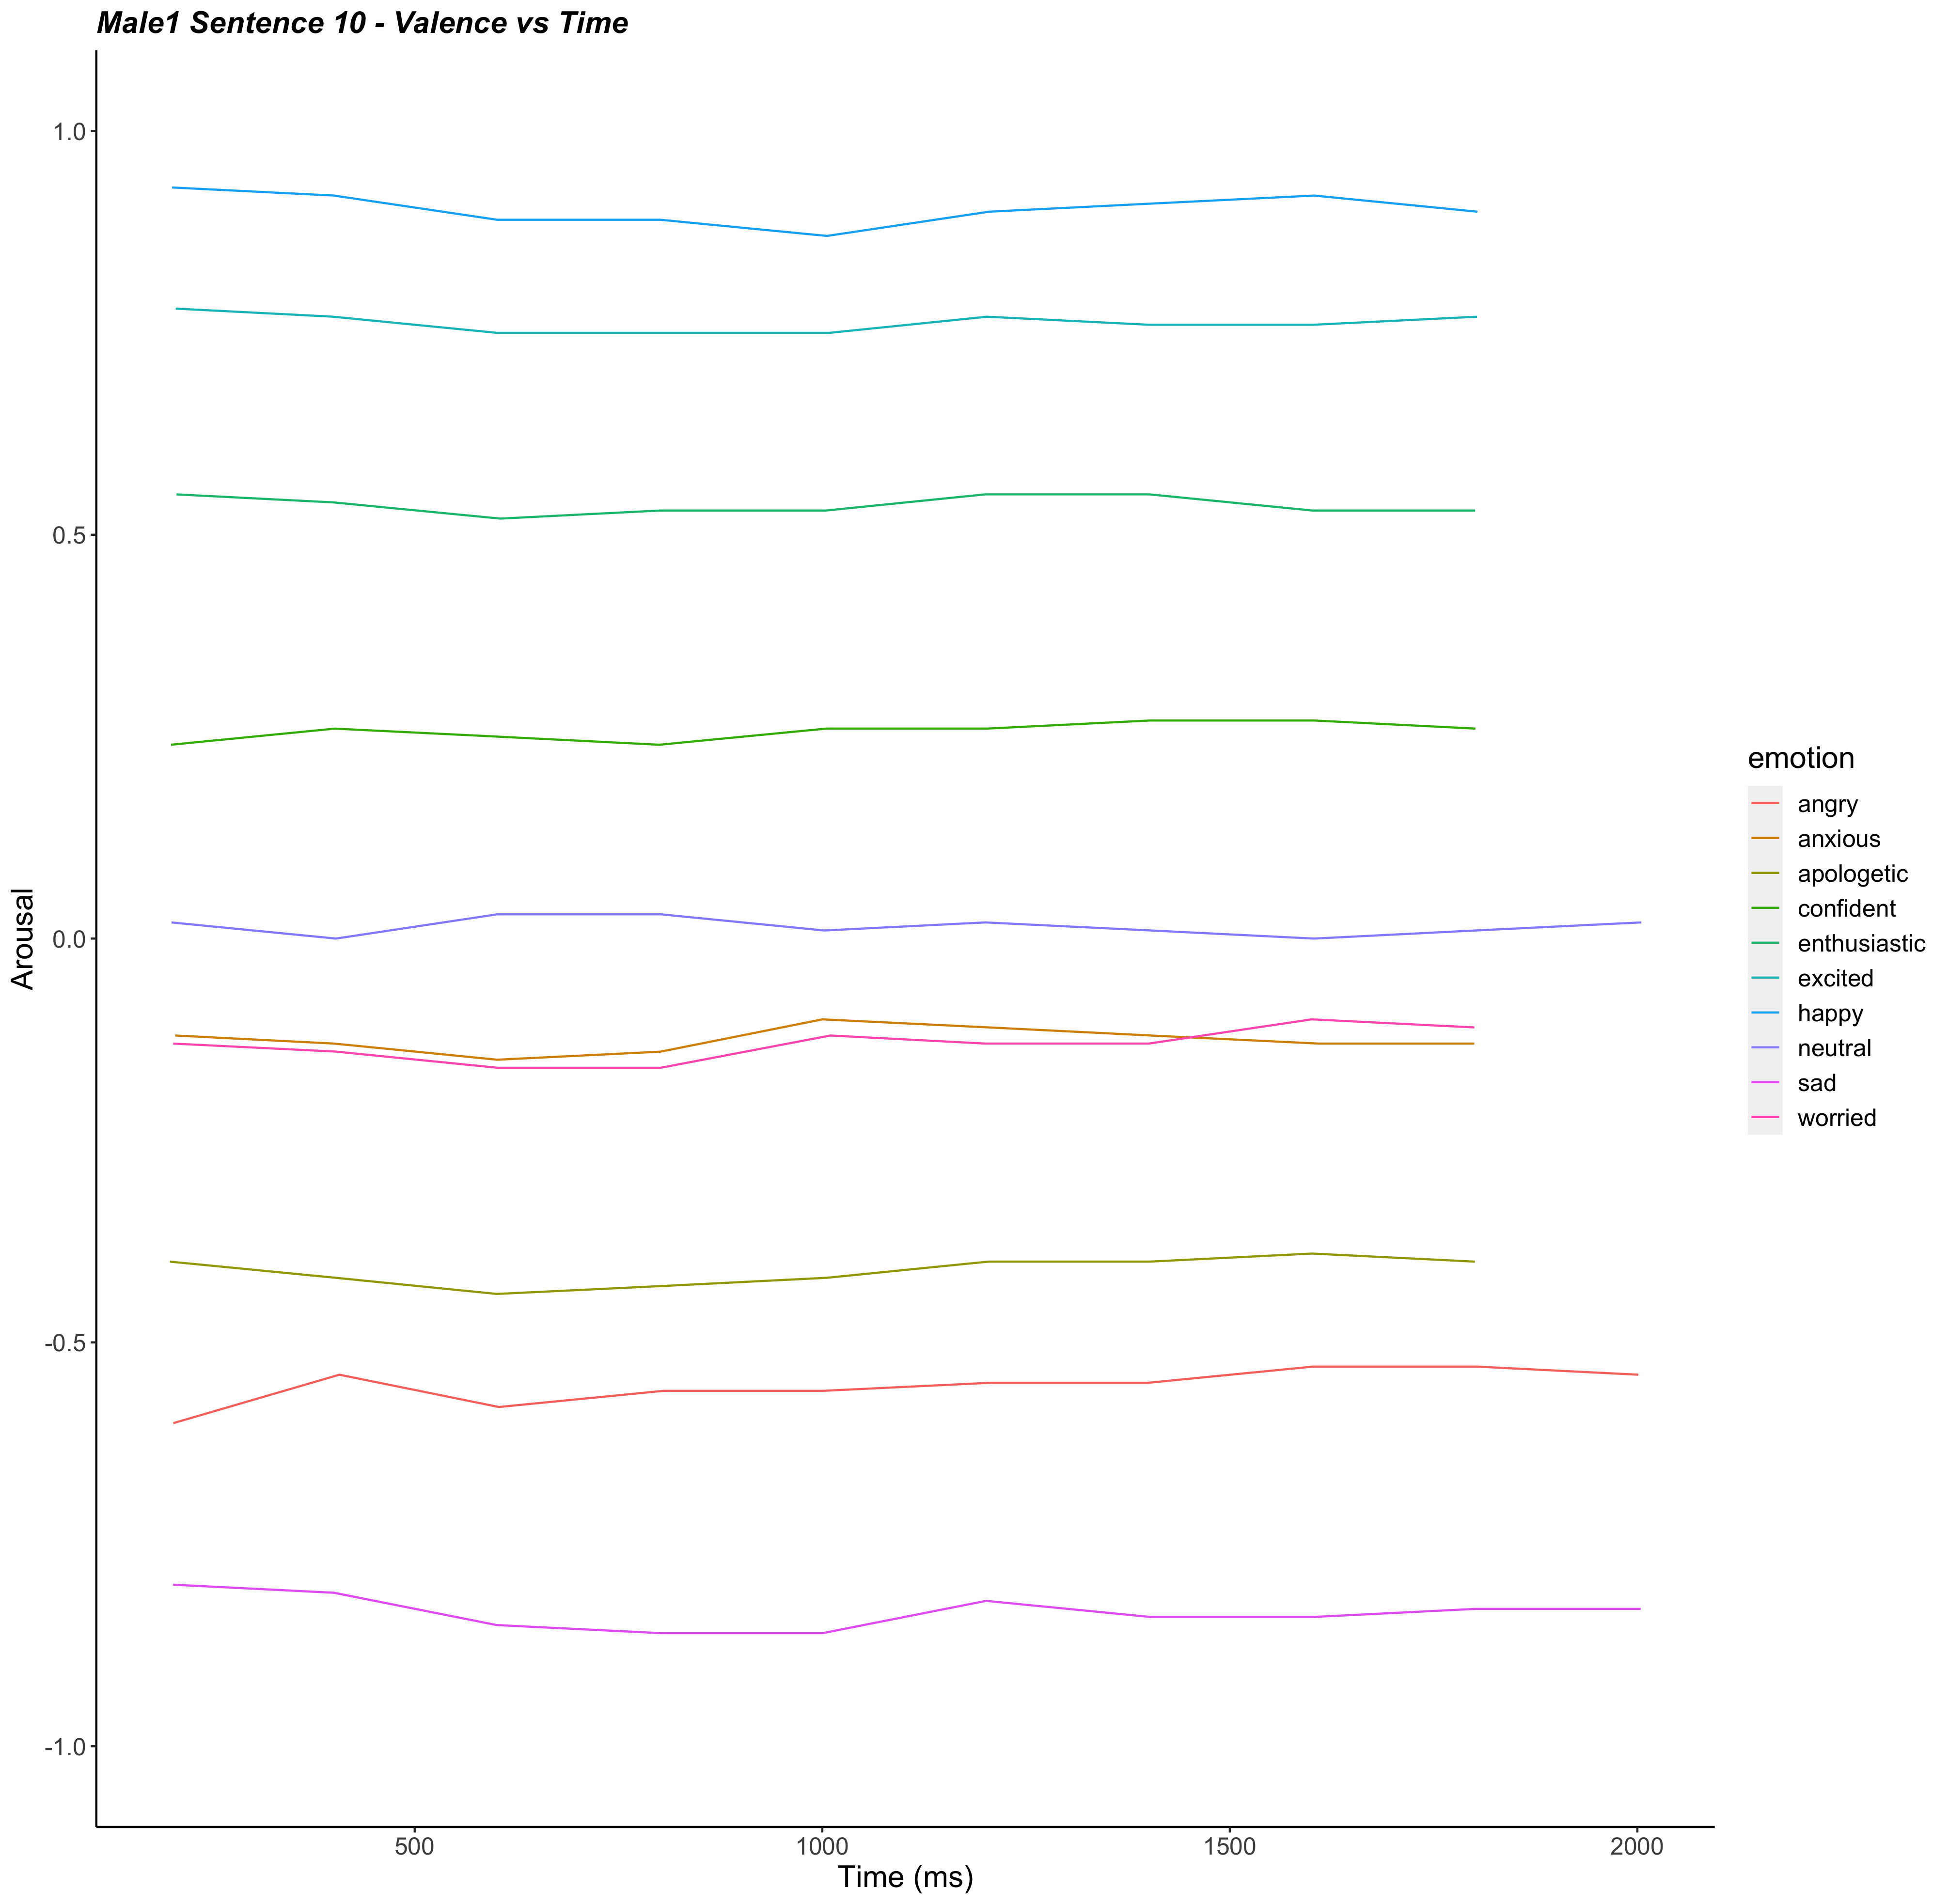 Male1 Sentence 10 - Valence vs Time
1.0
0.5
0.0
-0.5
-1.0
Arousal
500 1000 1500 2000
Time (ms)
emotion
angry
anxious
apologetic
confident
enthusiastic
excited
happy
neutral
sad
worried